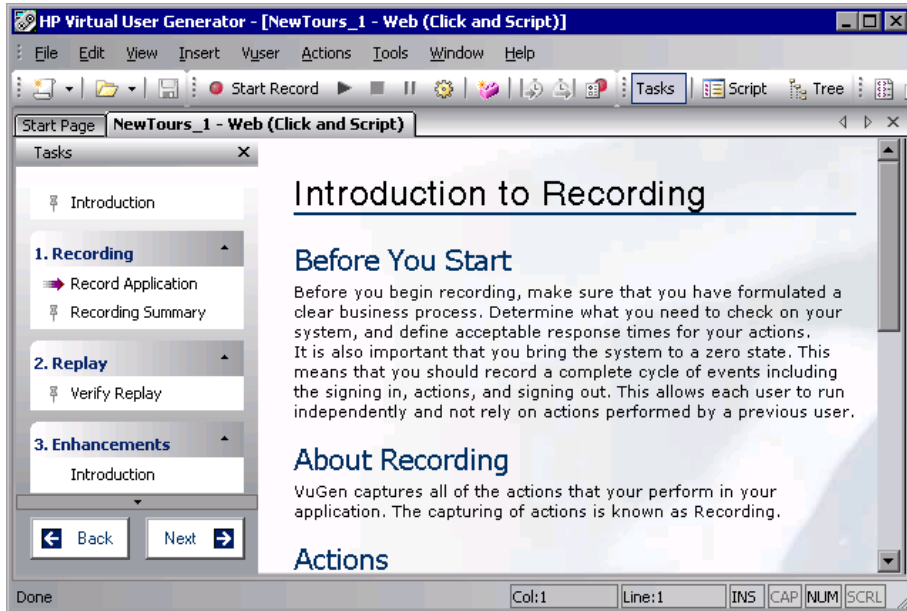 HP Virtual User Generator - [NewTours_1 - Web (Click and Script)]
File Edit View Insert Vuser Actions Tools Window Help
Start Record Tasks Script Tree
Start Page NewTours_1 - Web (Click and Script)
Tasks
Introduction
1. Recording
Record Application
Recording Summary
2. Replay
Verify Replay
3. Enhancements
Introduction
Back Next
Introduction to Recording
Before You Start
Before you begin recording, make sure that you have formulated a
clear business process. Determine what you need to check on your
system, and define acceptable response times for your actions.
It is also important that you bring the system to a zero state. This
means that you should record a complete cycle of events including
the signing in, actions, and signing out. This allows each user to run
independently and not rely on actions performed by a previous user.
About Recording
VuGen captures all of the actions that your perform in your
application. The capturing of actions is known as Recording.
Actions
Done Col:1 Line:1 INS CAP NUM SCRL